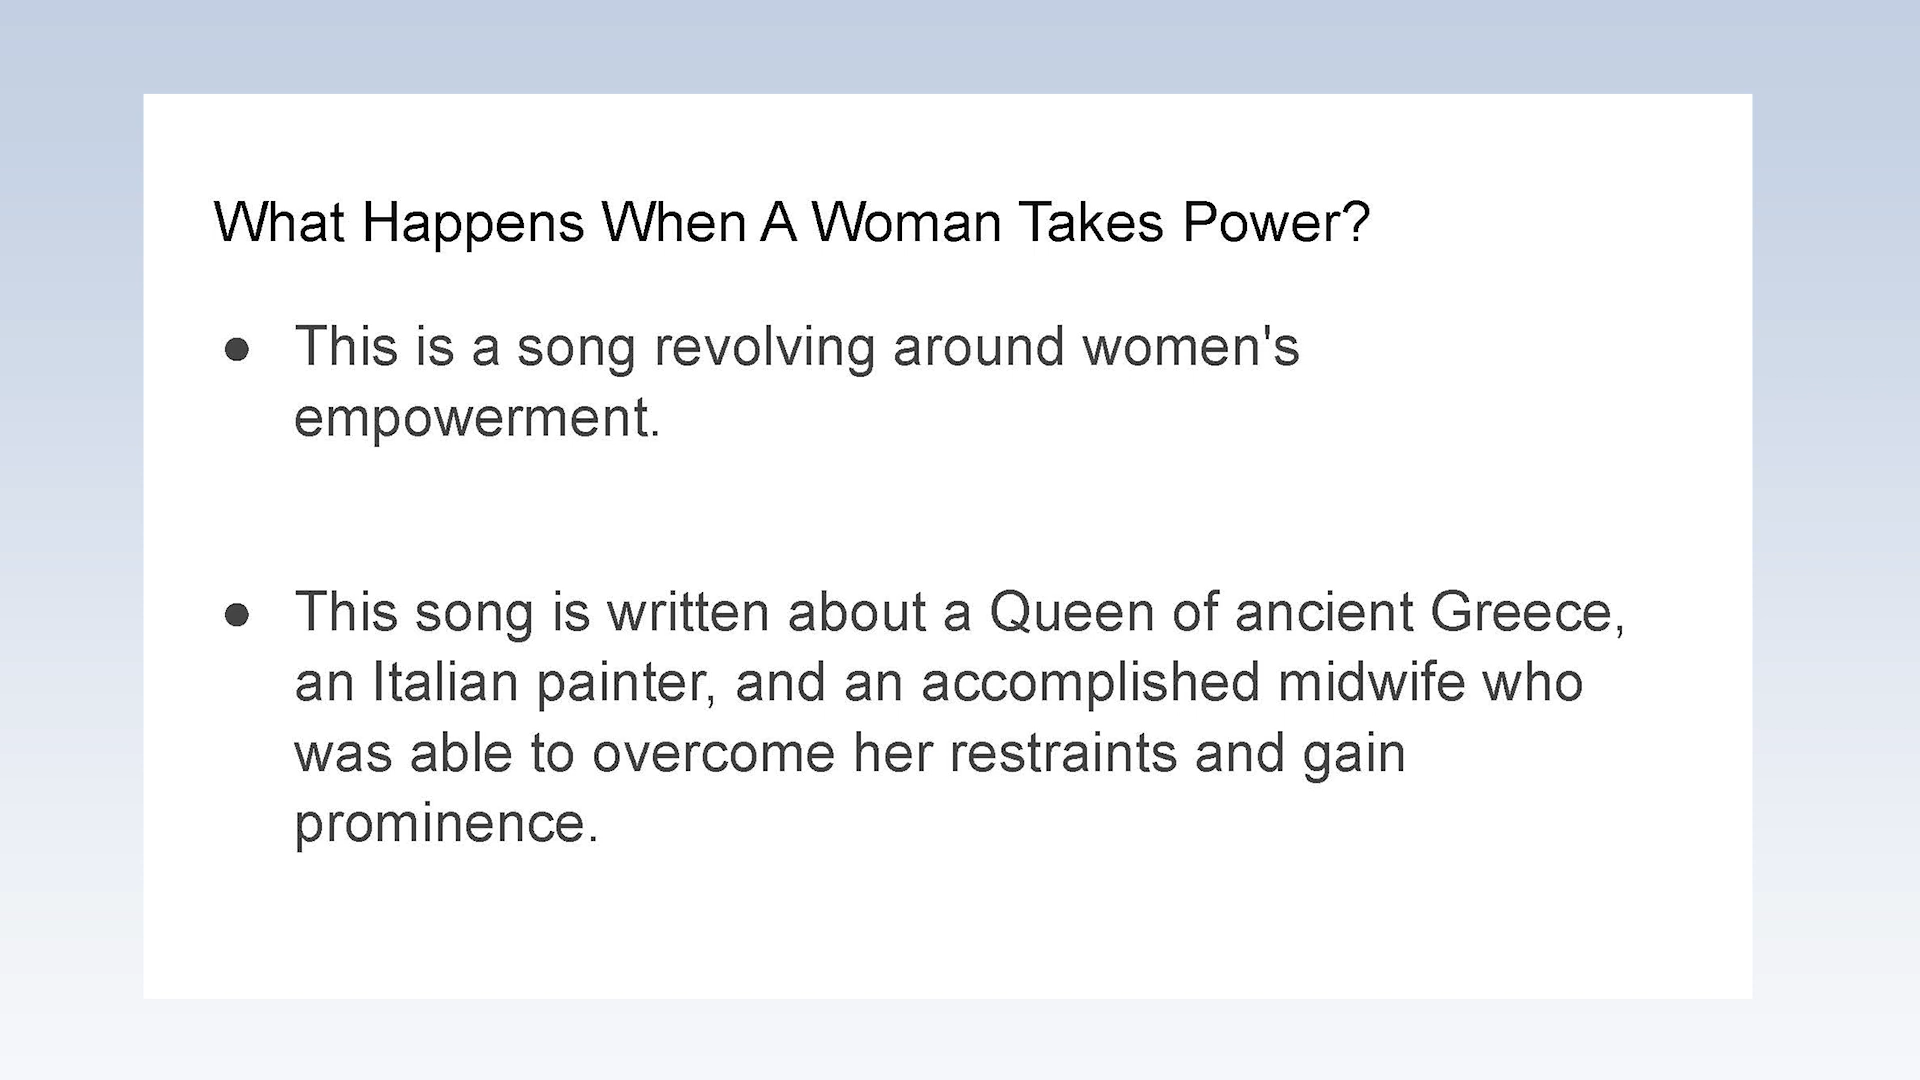 What Happens When A Woman Takes Power?
● This is a song revolving around women's
empowerment.
● This song is written about a Queen of ancient Greece,
an Italian painter, and an accomplished midwife who
was able to overcome her restraints and gain
prominence.